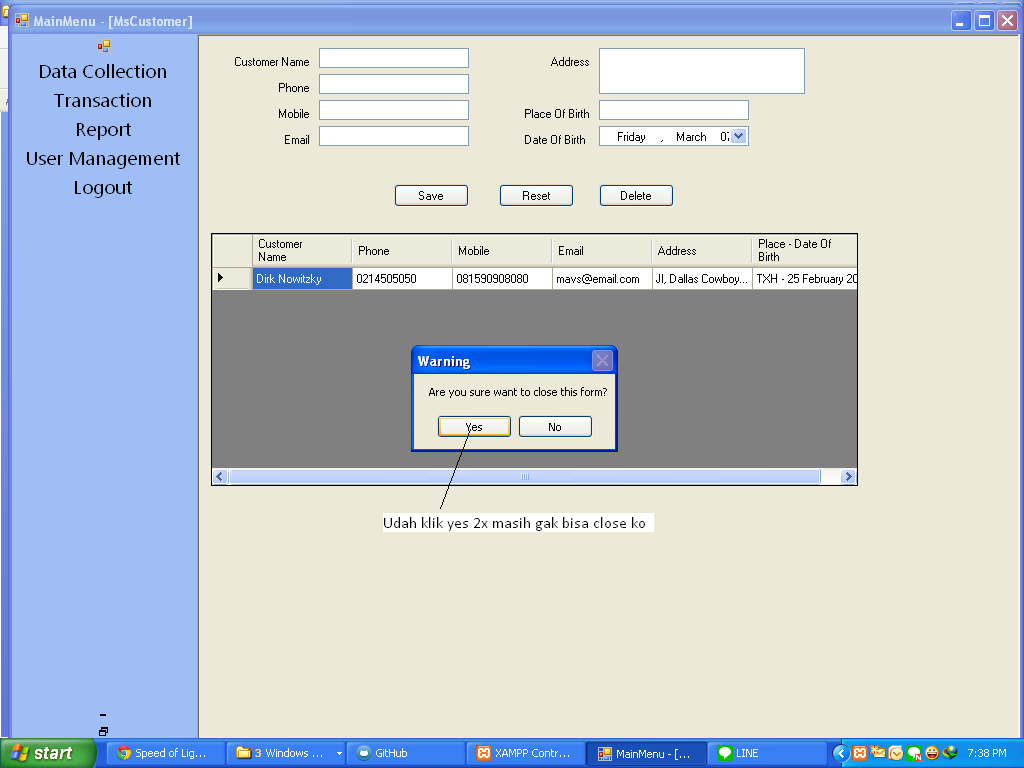 MainMenu - [MsCustomer]
Data Collection
Transaction
Report
User Management
Logout
Customer Name
Phone
Mobile
Email
Address
Place Of Birth
Date Of Birth
Friday , March
Save
Reset
Delete
Customer Name
Phone
Mobile
Email
Address
Place - Date Of Birth
Dirk Nowitzky
0214505050
081590908080
mavs@email.com
Jl, Dallas Cowboy...
TXH - 25 February 20
Warning
Are you sure want to close this form?
Yes
No
Udah klik yes 2x masih gak bisa close ko
start
Speed of Lig...
3 Windows ...
GitHub
XAMPP Contr...
MainMenu - [...
LINE
7:38 PM